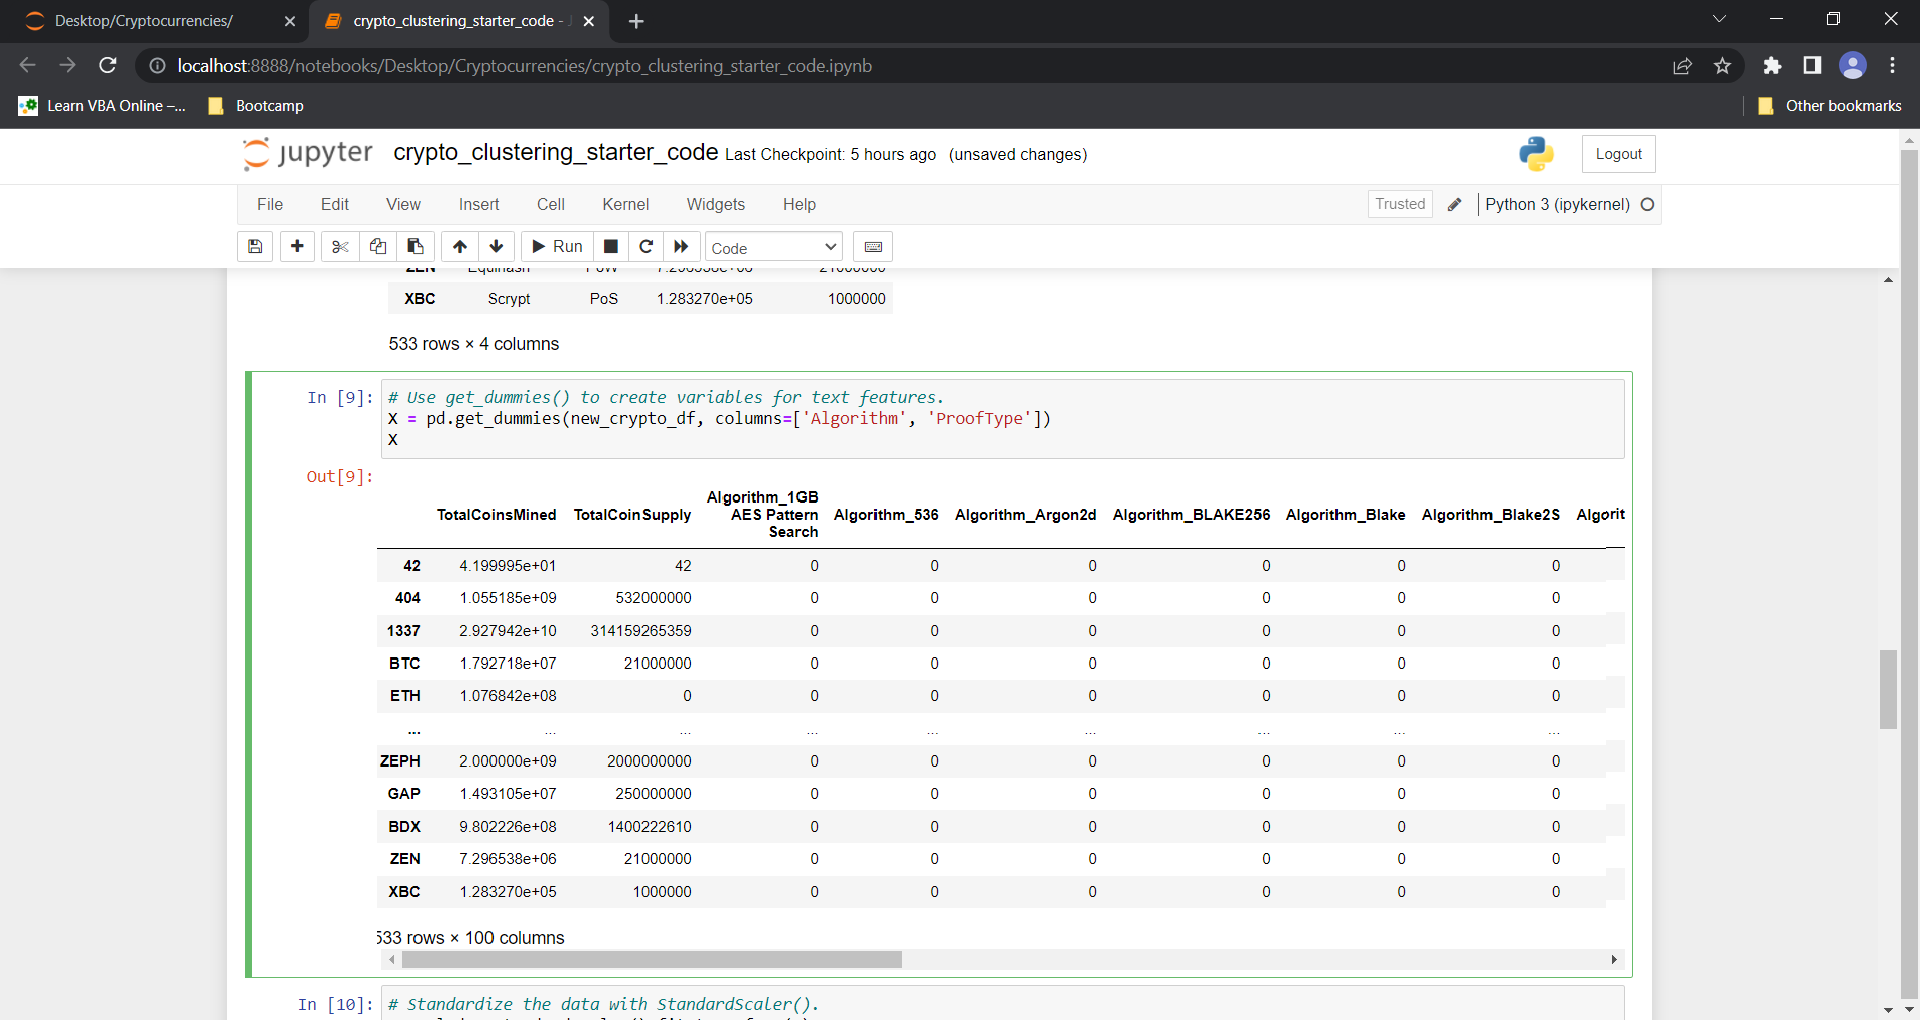 Desktop/Cryptocurrencies/
crypto_clustering_starter_code - J
localhost:8888/notebooks/Desktop/Cryptocurrencies/crypto_clustering_starter_code.ipynb
Learn VBA Online –... Bootcamp Other bookmarks
jupyter crypto_clustering_starter_code Last Checkpoint: 5 hours ago (unsaved changes) Logout
File Edit View Insert Cell Kernel Widgets Help Trusted Python 3 (ipykernel)
Run Code
ZEN Equihash PoW 7.296538e+06 21000000
XBC Scrypt PoS 1.283270e+05 1000000
533 rows × 4 columns
In [9]: # Use get_dummies() to create variables for text features.
X = pd.get_dummies(new_crypto_df, columns=['Algorithm', 'ProofType'])
X
Out[9]:
TotalCoinsMined TotalCoinSupply Algorithm_1GB AES Pattern Search Algorithm_536 Algorithm_Argon2d Algorithm_BLAKE256 Algorithm_Blake Algorithm_Blake2S Algorit
42 4.199995e+01 42 0 0 0 0 0 0
404 1.055185e+09 532000000 0 0 0 0 0 0
1337 2.927942e+10 314159265359 0 0 0 0 0 0
BTC 1.792718e+07 21000000 0 0 0 0 0 0
ETH 1.076842e+08 0 0 0 0 0 0 0
... ... ... ... ... ... ... ... ...
ZEPH 2.000000e+09 2000000000 0 0 0 0 0 0
GAP 1.493105e+07 250000000 0 0 0 0 0 0
BDX 9.802226e+08 1400222610 0 0 0 0 0 0
ZEN 7.296538e+06 21000000 0 0 0 0 0 0
XBC 1.283270e+05 1000000 0 0 0 0 0 0
533 rows × 100 columns
In [10]: # Standardize the data with StandardScaler().